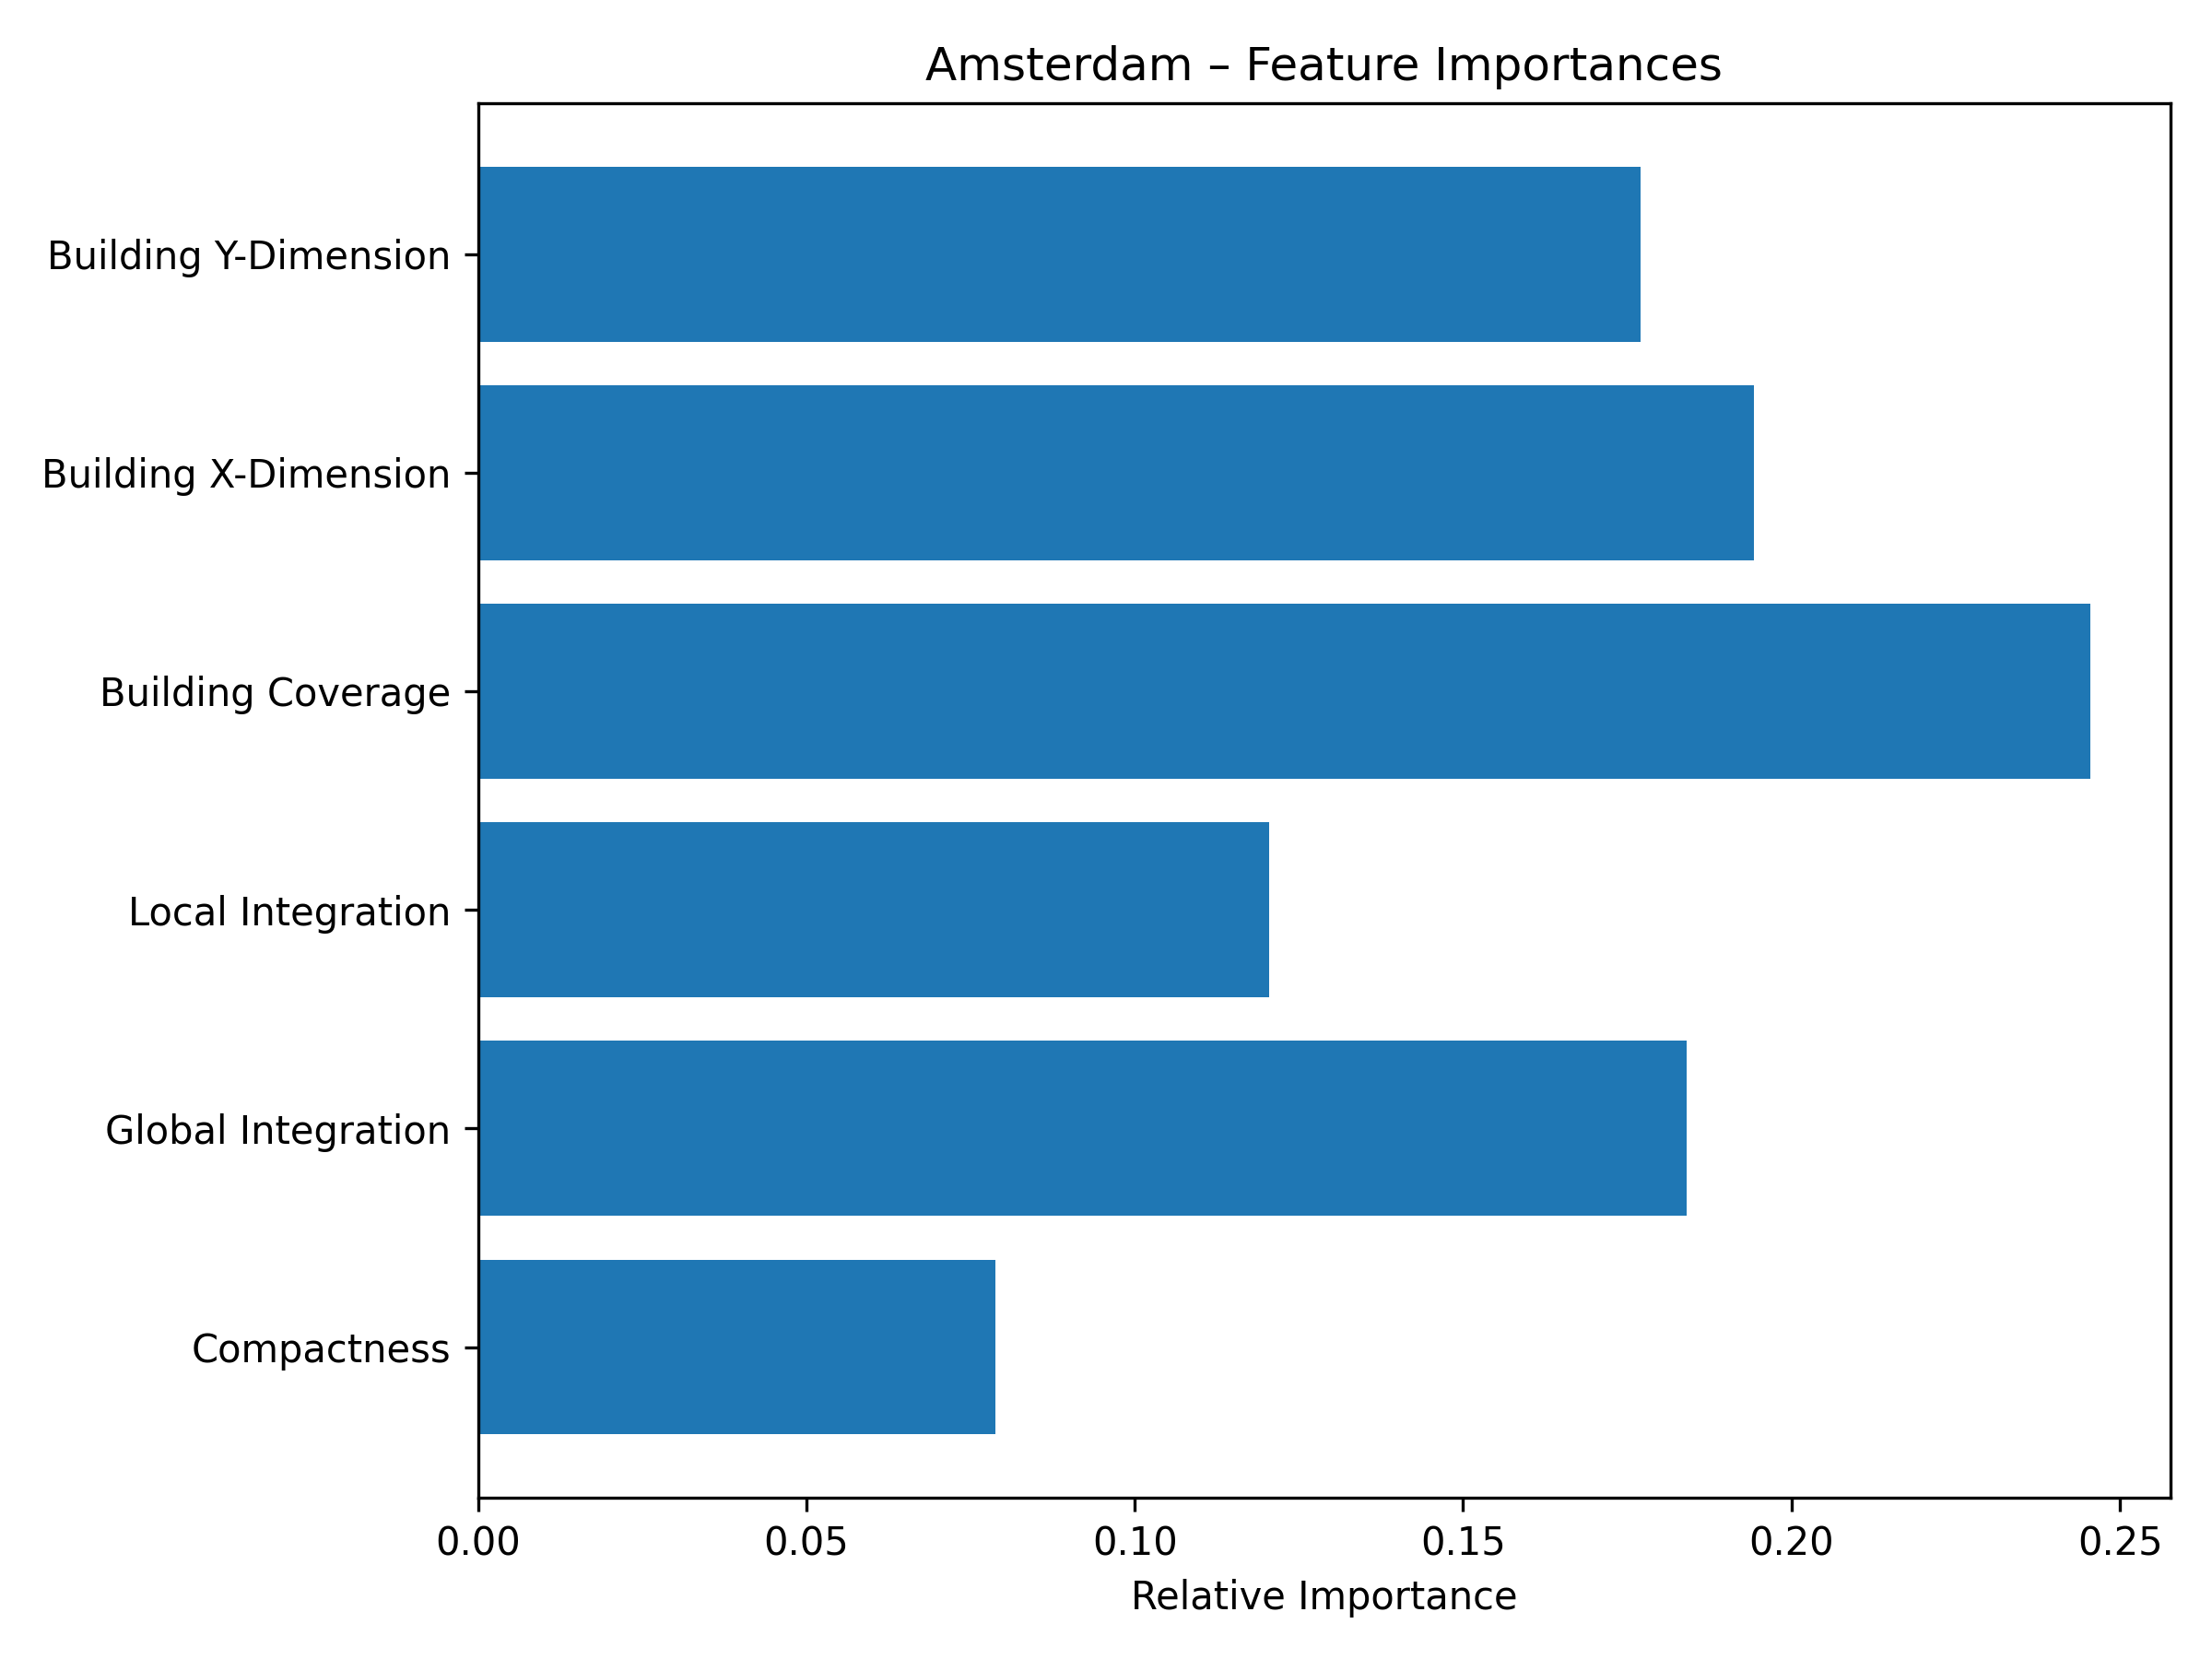 Amsterdam – Feature Importances
Building Y-Dimension
Building X-Dimension
Building Coverage
Local Integration
Global Integration
Compactness
0.00 0.05 0.10 0.15 0.20 0.25
Relative Importance